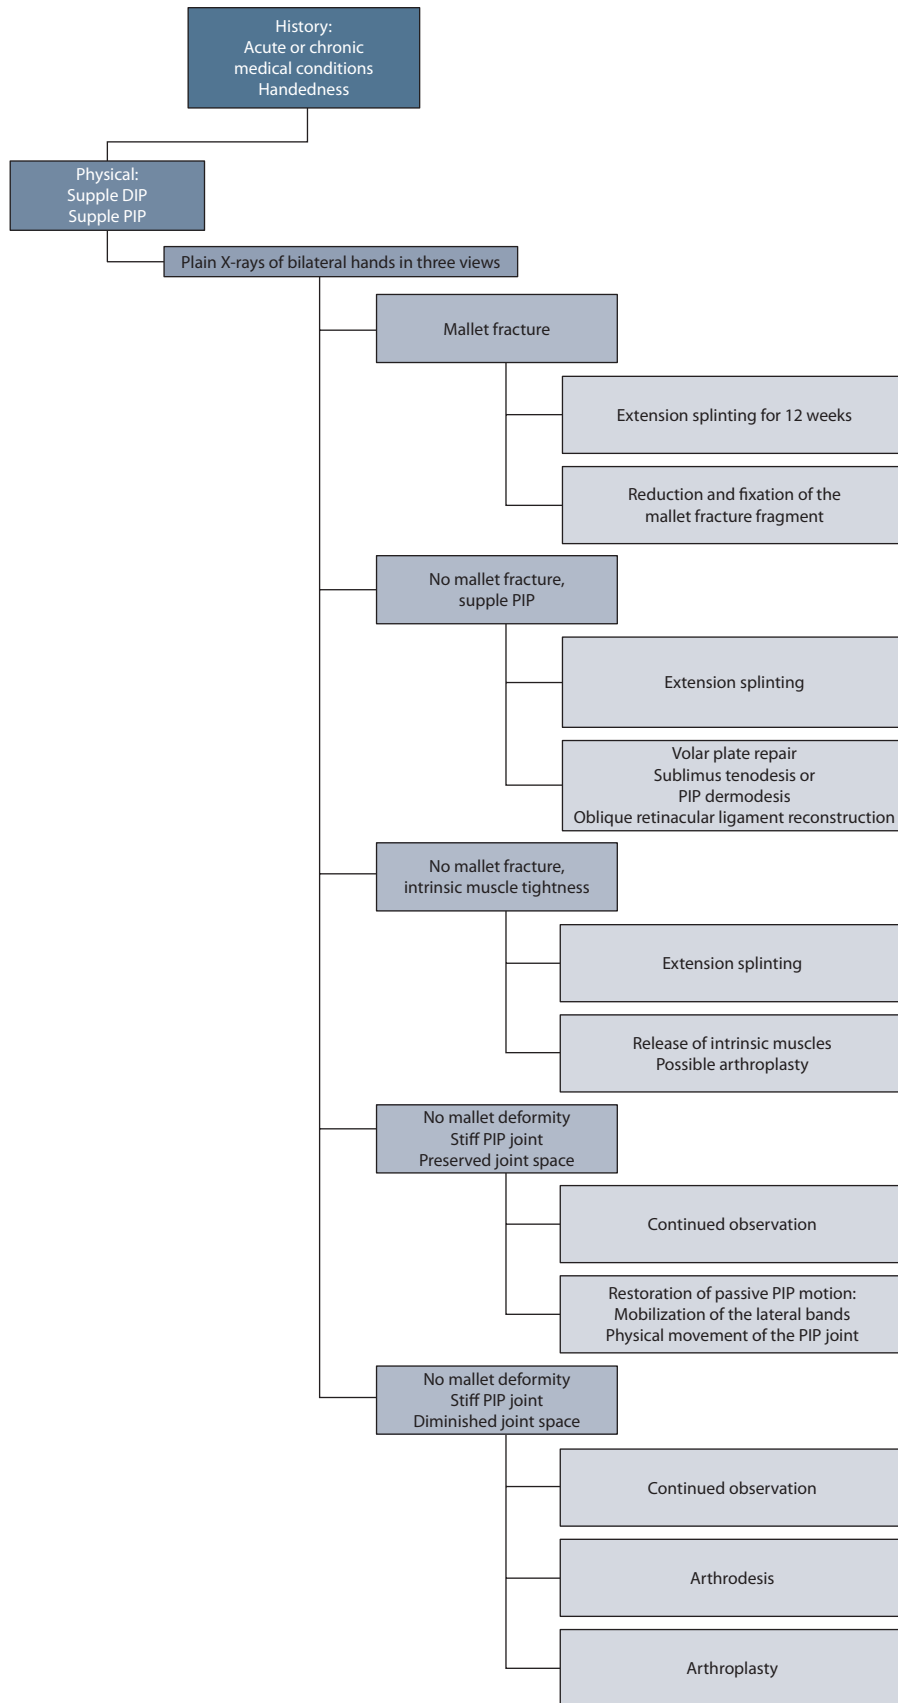 History:
Acute or chronic
medical conditions
Handedness
Physical:
Supple DIP
Supple PIP
Plain X-rays of bilateral hands in three views
Mallet fracture
Extension splinting for 12 weeks
Reduction and fixation of the
mallet fracture fragment
No mallet fracture,
supple PIP
Extension splinting
Volar plate repair
Sublimus tenodesis or
PIP dermodesis
Oblique retinacular ligament reconstruction
No mallet fracture,
intrinsic muscle tightness
Extension splinting
Release of intrinsic muscles
Possible arthroplasty
No mallet deformity
Stiff PIP joint
Preserved joint space
Continued observation
Restoration of passive PIP motion:
Mobilization of the lateral bands
Physical movement of the PIP joint
No mallet deformity
Stiff PIP joint
Diminished joint space
Continued observation
Arthrodesis
Arthroplasty